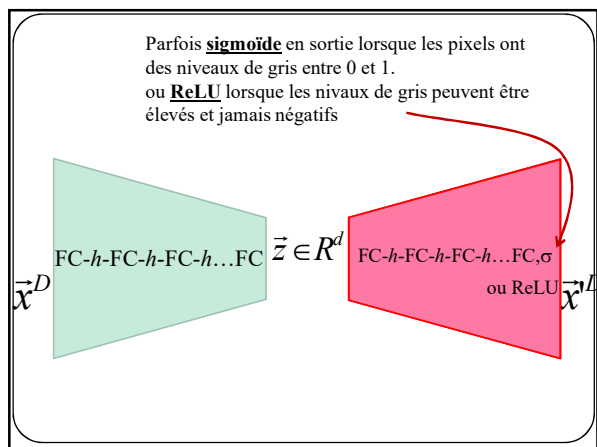 Parfois sigmoïde en sortie lorsque les pixels ont
des niveaux de gris entre 0 et 1.
ou ReLU lorsque les nivaux de gris peuvent être
élevés et jamais négatifs
FC-h-FC-h-FC-h…FC
z⃗ ∈ R^d
FC-h-FC-h-FC-h…FC,σ
ou ReLU
x⃗^D
x⃗'^D